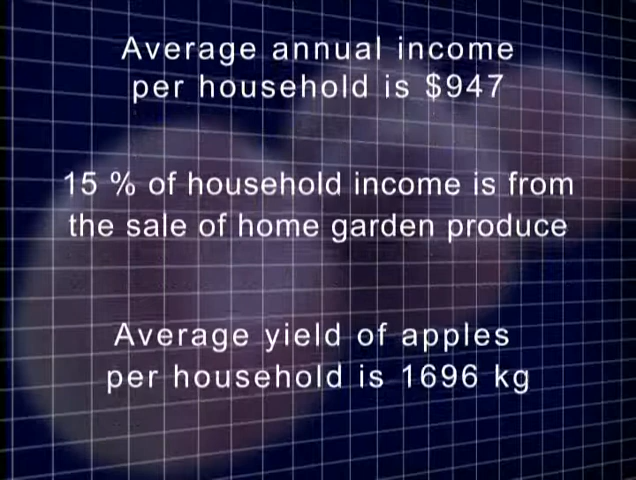 Average annual income
per household is $947
15 % of household income is from
the sale of home garden produce
Average yield of apples
per household is 1696 kg